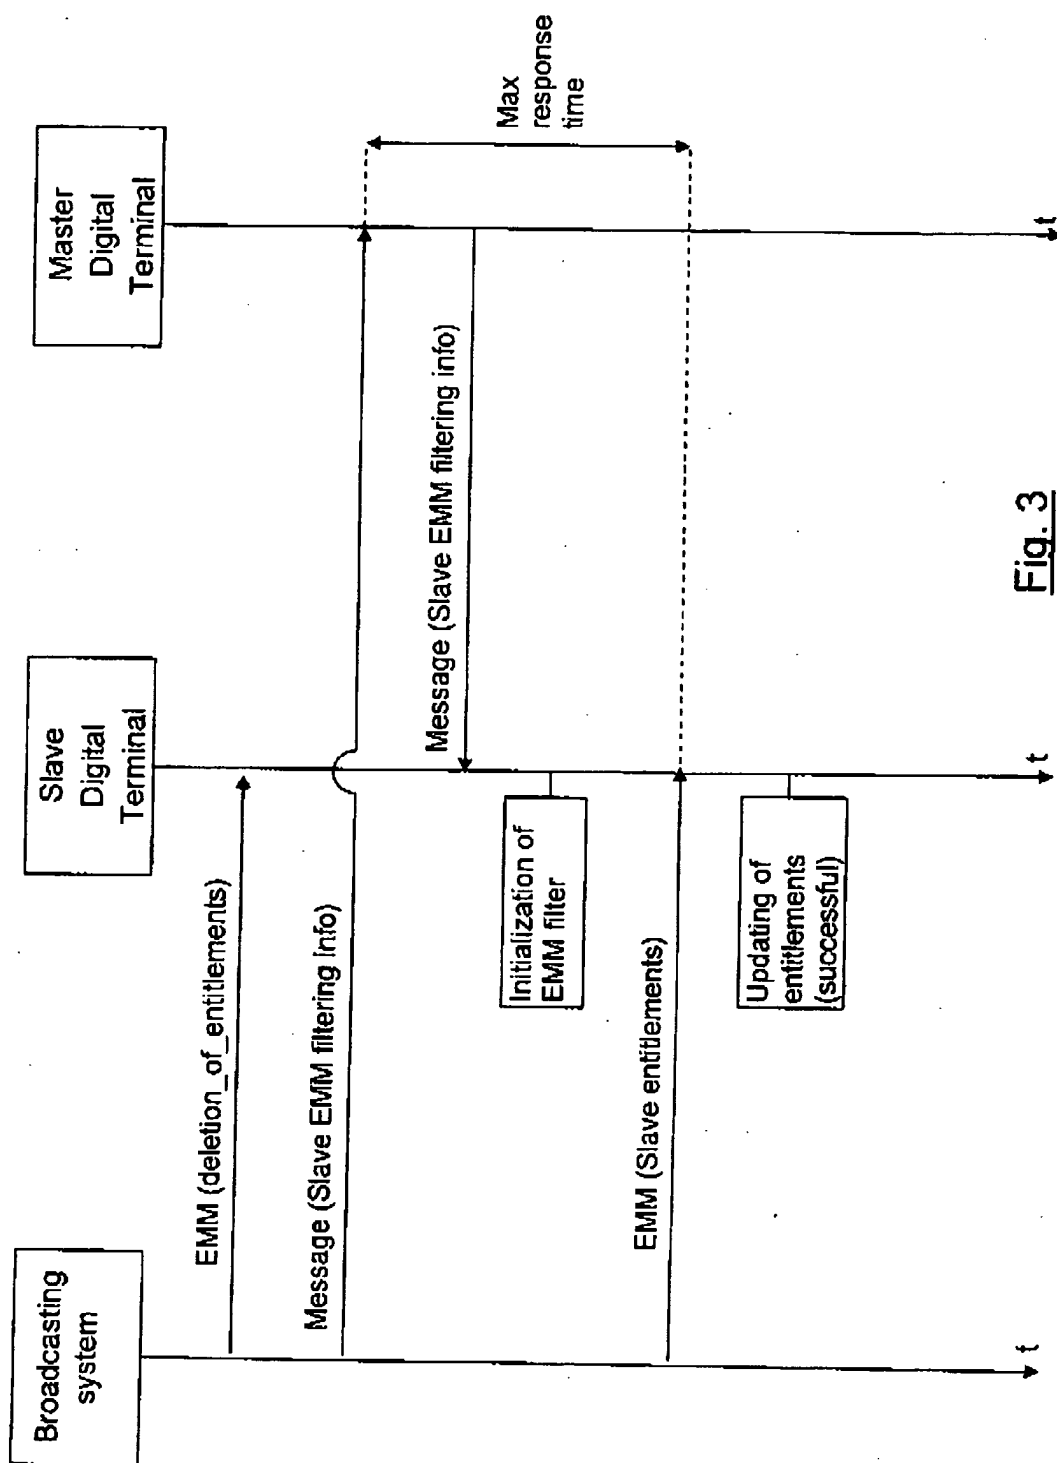 Broadcasting
system
Slave
Digital
Terminal
Master
Digital
Terminal
EMM (deletion_of_entitlements)
Message (Slave EMM filtering info)
Message (Slave EMM filtering info)
Max
response
time
Initialization of
EMM filter
EMM (Slave entitlements)
Updating of
entitlements
(successful)
t
t
t
Fig. 3